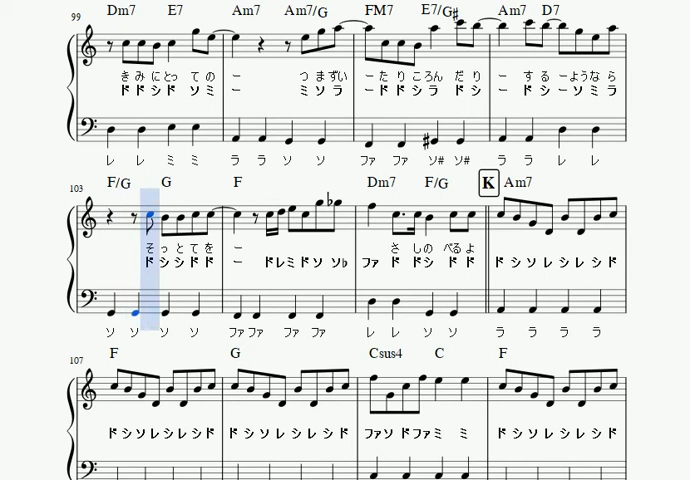 99
Dm7 E7 Am7 Am7/G FM7 E7/G# Am7 D7
きみにとっ ての ー つまずい ーたりころん だり ーする ーような ら
ドドシド ソミ ー ミソラ ードドシラ ドシ ードシ ーソミラ
レ レ ミ ミ ララソソ ファ ファ ソ# ソ# ララレレ
103
F/G G F Dm7 F/G K Am7
そっとてを ー さ しの べるよ
ドシシドド ー ドレミドソ ソ♭ ファ ドドシ ドド ドシソレシレシド
ソ ソ ソ ソ ファファ ファファ レ レ ソ ソ ラララララ
107
F G Csus4 C F
ドシソレシレシド ドシソレシレシド ファソドファミ ミ ドシソレシレシド